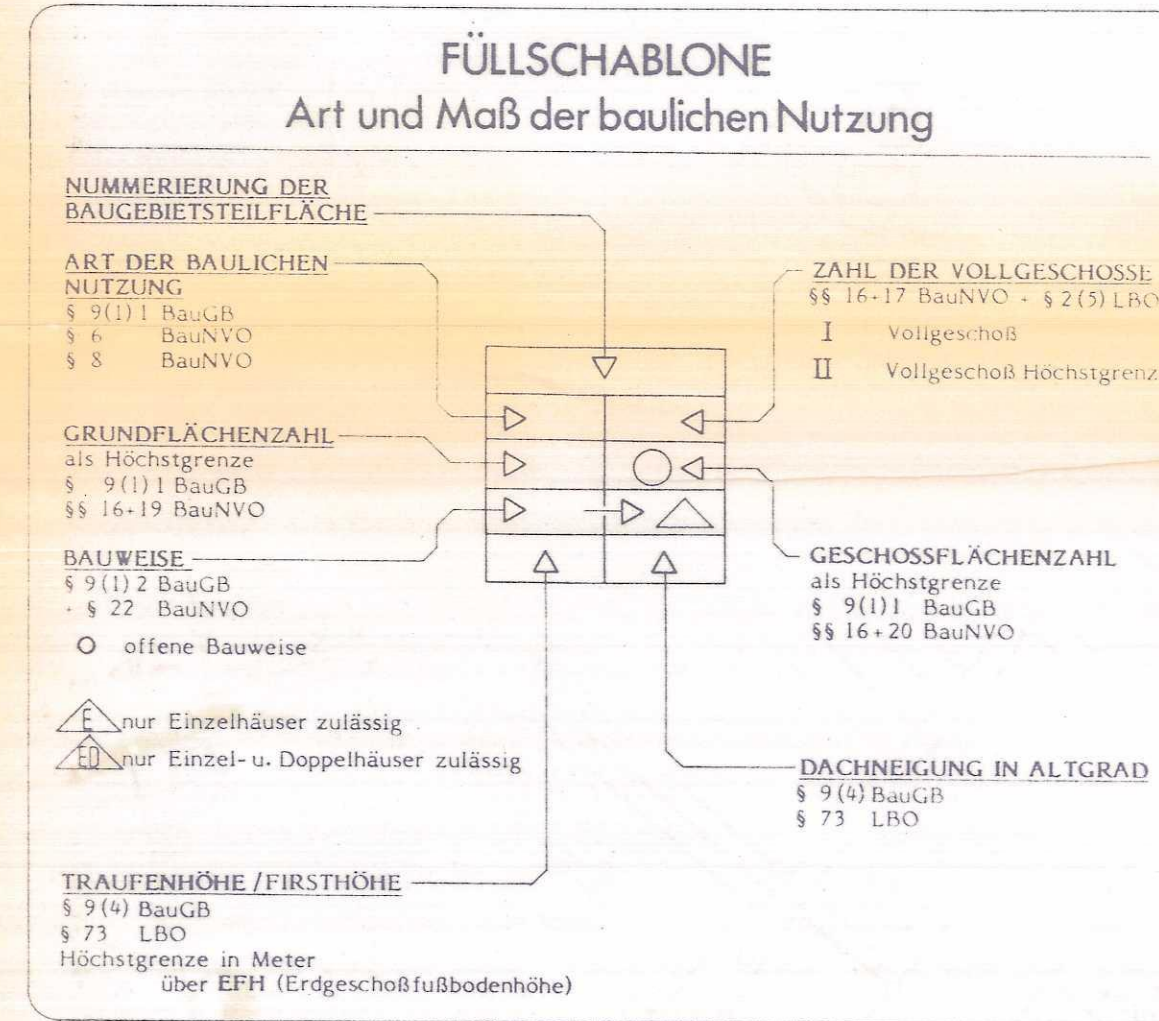 FÜLLSCHABLONE
Art und Maß der baulichen Nutzung
NUMMERIERUNG DER
BAUGEBIETSTEILFLÄCHE
ART DER BAULICHEN
NUTZUNG
§ 9(1)1 BauGB
§ 6 BauNVO
§ 8 BauNVO
GRUNDFLÄCHENZAHL
als Höchstgrenze
§ 9(1)1 BauGB
§§ 16+19 BauNVO
BAUWEISE
§ 9(1)2 BauGB
+ § 22 BauNVO
O offene Bauweise
E nur Einzelhäuser zulässig
ED nur Einzel- u. Doppelhäuser zulässig
TRAUFENHÖHE /FIRSTHÖHE
§ 9(4) BauGB
§ 73 LBO
Höchstgrenze in Meter
über EFH (Erdgeschoßfußbodenhöhe)
ZAHL DER VOLLGESCHOSSE
§§ 16+17 BauNVO + § 2(5) LBO
I Vollgeschoß
II Vollgeschoß Höchstgrenz
GESCHOSSFLÄCHENZAHL
als Höchstgrenze
§ 9(1)1 BauGB
§§ 16+20 BauNVO
DACHNEIGUNG IN ALTGRAD
§ 9(4) BauGB
§ 73 LBO